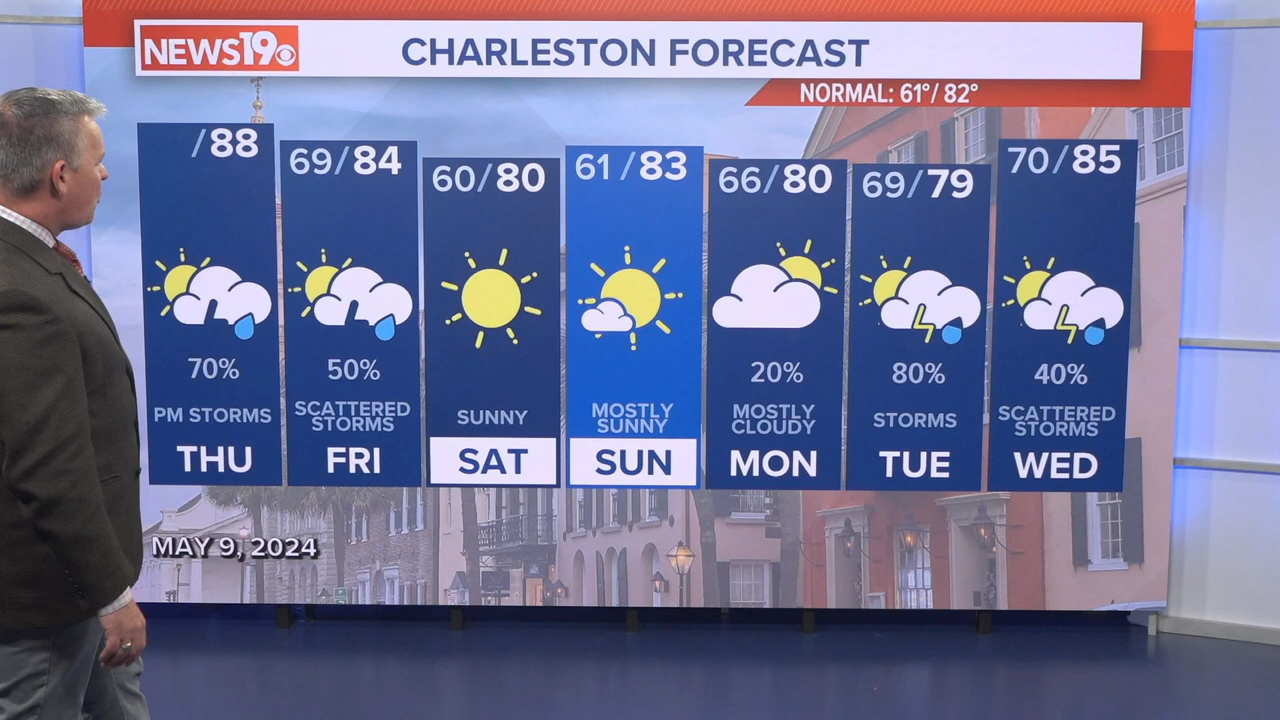 NEWS19
CHARLESTON FORECAST
NORMAL: 61°/ 82°
/88
69/84
60/80
61/83
66/80
69/79
70/85
70%
50%
20%
80%
40%
PM STORMS
SCATTERED
STORMS
SUNNY
MOSTLY
SUNNY
MOSTLY
CLOUDY
STORMS
SCATTERED
STORMS
THU
FRI
SAT
SUN
MON
TUE
WED
MAY 9, 2024